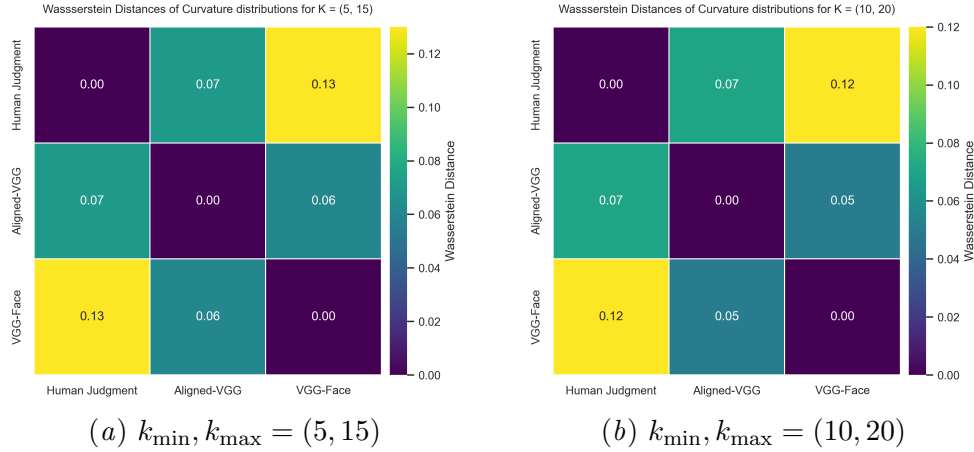 Wassserstein Distances of Curvature distributions for K = (5, 15)
Human Judgment
0.00 0.07 0.13
Aligned-VGG
0.07 0.00 0.06
VGG-Face
0.13 0.06 0.00
Human Judgment Aligned-VGG VGG-Face
0.12
0.10
0.08
0.06
0.04
0.02
0.00
Wasserstein Distance
(a) k_min, k_max = (5, 15)
Wassserstein Distances of Curvature distributions for K = (10, 20)
Human Judgment
0.00 0.07 0.12
Aligned-VGG
0.07 0.00 0.05
VGG-Face
0.12 0.05 0.00
Human Judgment Aligned-VGG VGG-Face
0.12
0.10
0.08
0.06
0.04
0.02
0.00
Wasserstein Distance
(b) k_min, k_max = (10, 20)